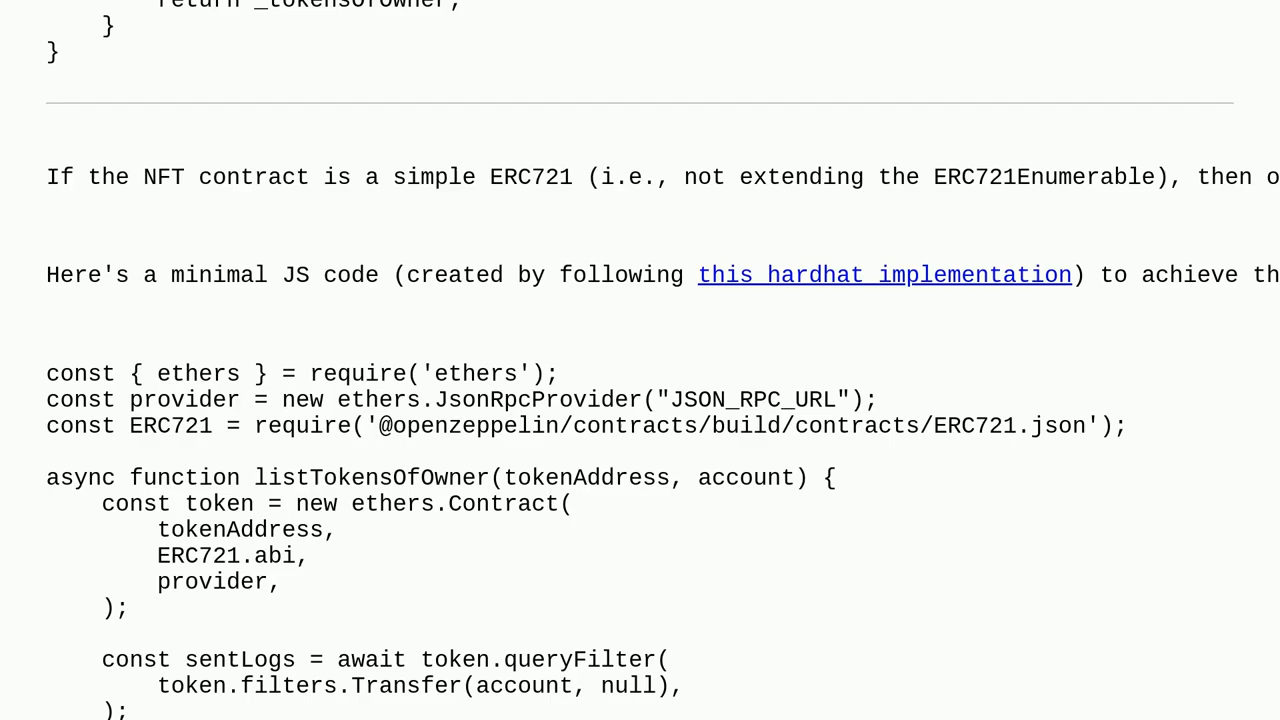 return _tokensOfOwner;
}
}
If the NFT contract is a simple ERC721 (i.e., not extending the ERC721Enumerable), then o
Here's a minimal JS code (created by following this hardhat implementation) to achieve th
const { ethers } = require('ethers');
const provider = new ethers.JsonRpcProvider("JSON_RPC_URL");
const ERC721 = require('@openzeppelin/contracts/build/contracts/ERC721.json');
async function listTokensOfOwner(tokenAddress, account) {
const token = new ethers.Contract(
tokenAddress,
ERC721.abi,
provider,
);
const sentLogs = await token.queryFilter(
token.filters.Transfer(account, null),
);